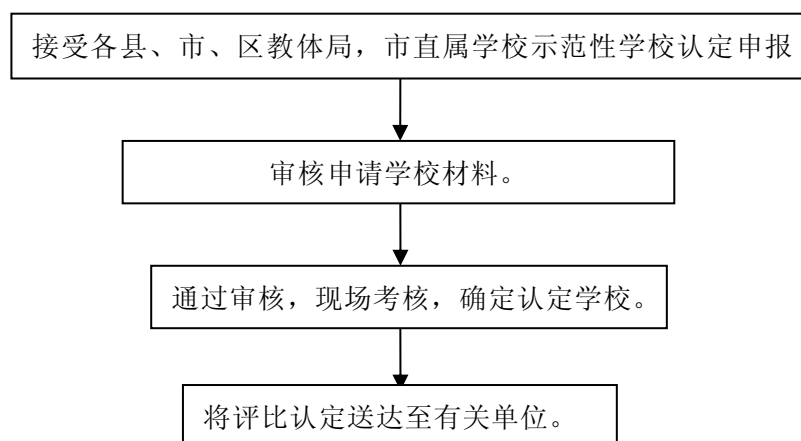 接受各县、市、区教体局，市直属学校示范性学校认定申报
审核申请学校材料。
通过审核，现场考核，确定认定学校。
将评比认定送达至有关单位。